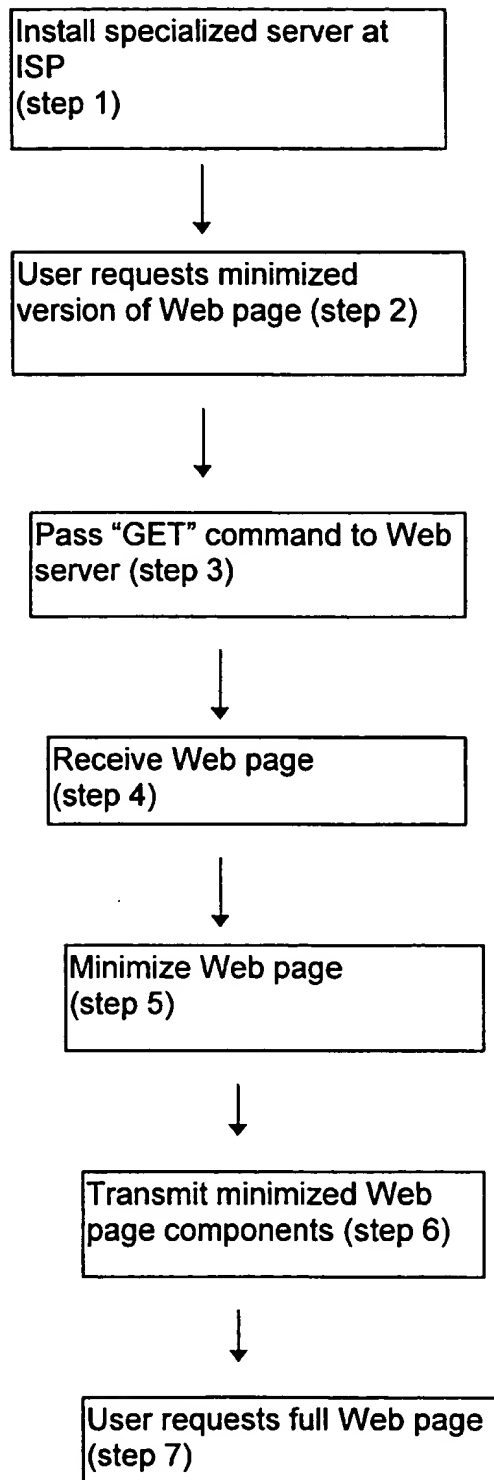 Install specialized server at
ISP
(step 1)
User requests minimized
version of Web page (step 2)
Pass “GET” command to Web
server (step 3)
Receive Web page
(step 4)
Minimize Web page
(step 5)
Transmit minimized Web
page components (step 6)
User requests full Web page
(step 7)